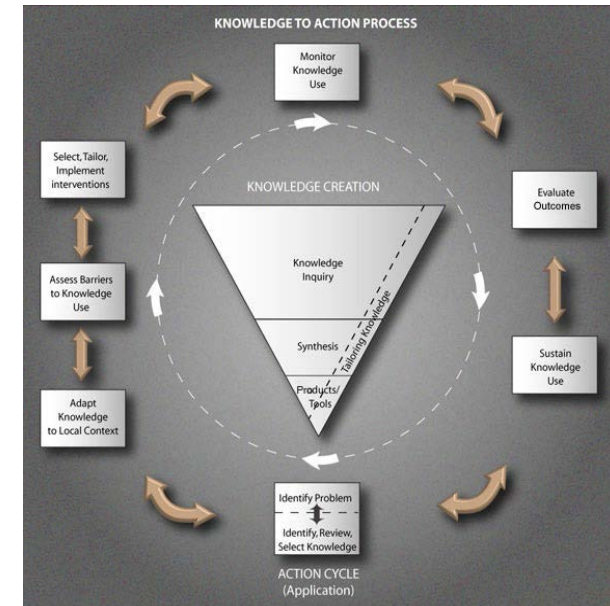 KNOWLEDGE TO ACTION PROCESS
Monitor
Knowledge
Use
Select, Tailor,
Implement
interventions
KNOWLEDGE CREATION
Evaluate
Outcomes
Knowledge
Inquiry
Tailoring Knowledge
Assess Barriers
to Knowledge
Use
Synthesis
Sustain
Knowledge
Use
Products/
Tools
Adapt
Knowledge
to Local Context
Identify Problem
Identify, Review,
Select Knowledge
ACTION CYCLE
(Application)